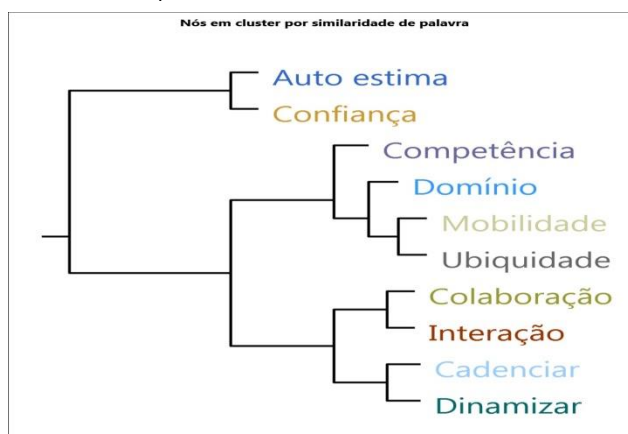 Nós em cluster por similaridade de palavra
Auto estima
Confiança
Competência
Domínio
Mobilidade
Ubiquidade
Colaboração
Interação
Cadenciar
Dinamizar